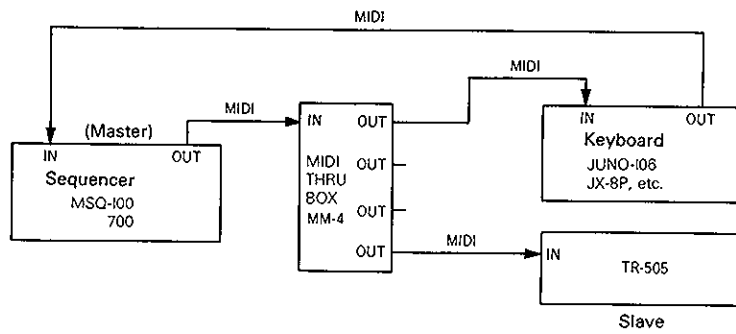 MIDI
MIDI
MIDI
(Master)
IN OUT
Sequencer
MSQ-100
700
IN OUT
MIDI OUT
THRU
BOX OUT
MM-4
OUT
IN OUT
Keyboard
JUNO-106
JX-8P, etc.
MIDI
IN TR-505
Slave